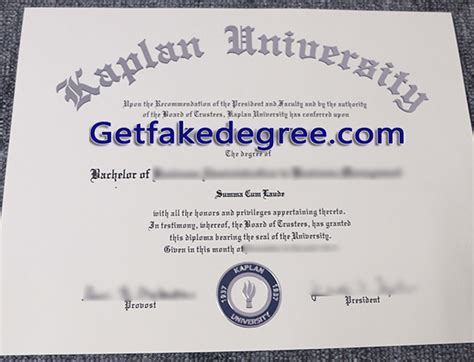 Kaplan University
Upon the Recommendation of the President and Faculty and by the authority
of the Board of Trustees, Kaplan University has conferred upon
Getfakedegree.com
The degree of
Bachelor of
Summa Cum Laude
with all the honors and privileges appertaining thereto.
In testimony, whereof, the Board of Trustees, has granted
this diploma bearing the seal of the University.
Given in this month of
KAPLAN
1937 1937
UNIVERSITY
Provost President